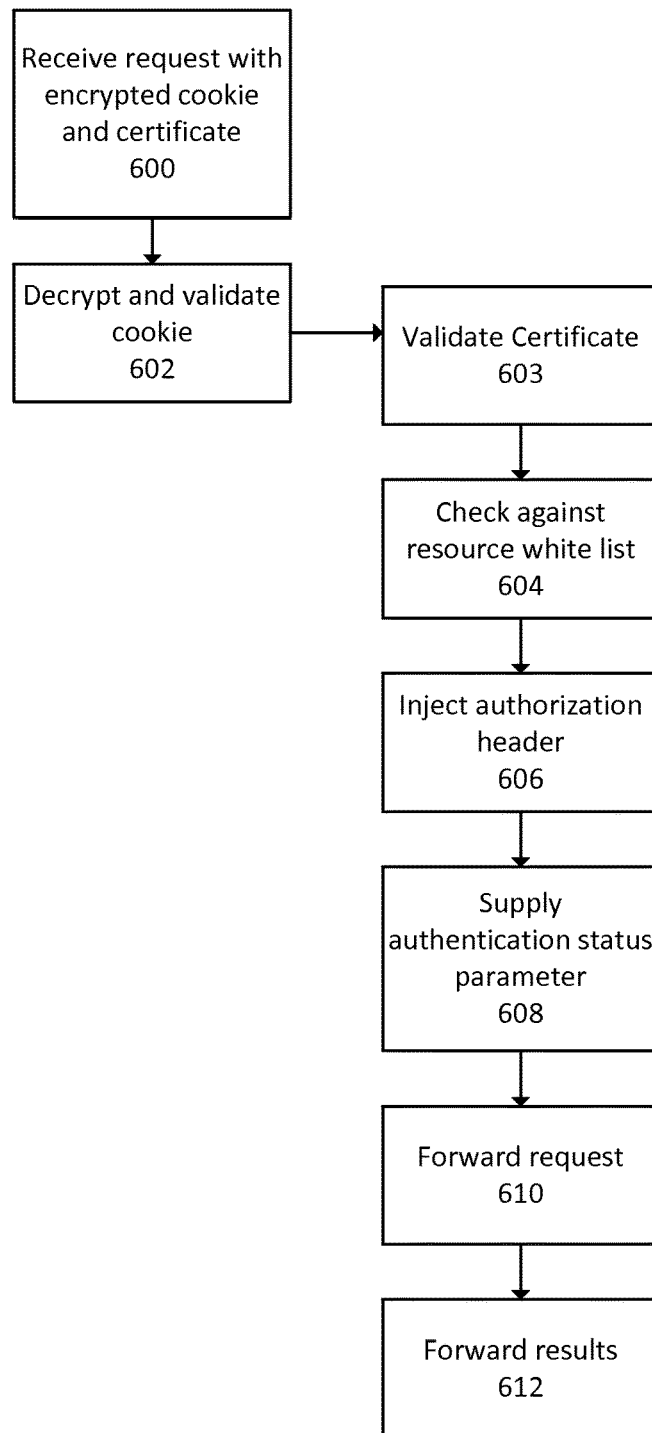 Receive request with
encrypted cookie
and certificate
600
Decrypt and validate
cookie
602
Validate Certificate
603
Check against
resource white list
604
Inject authorization
header
606
Supply
authentication status
parameter
608
Forward request
610
Forward results
612